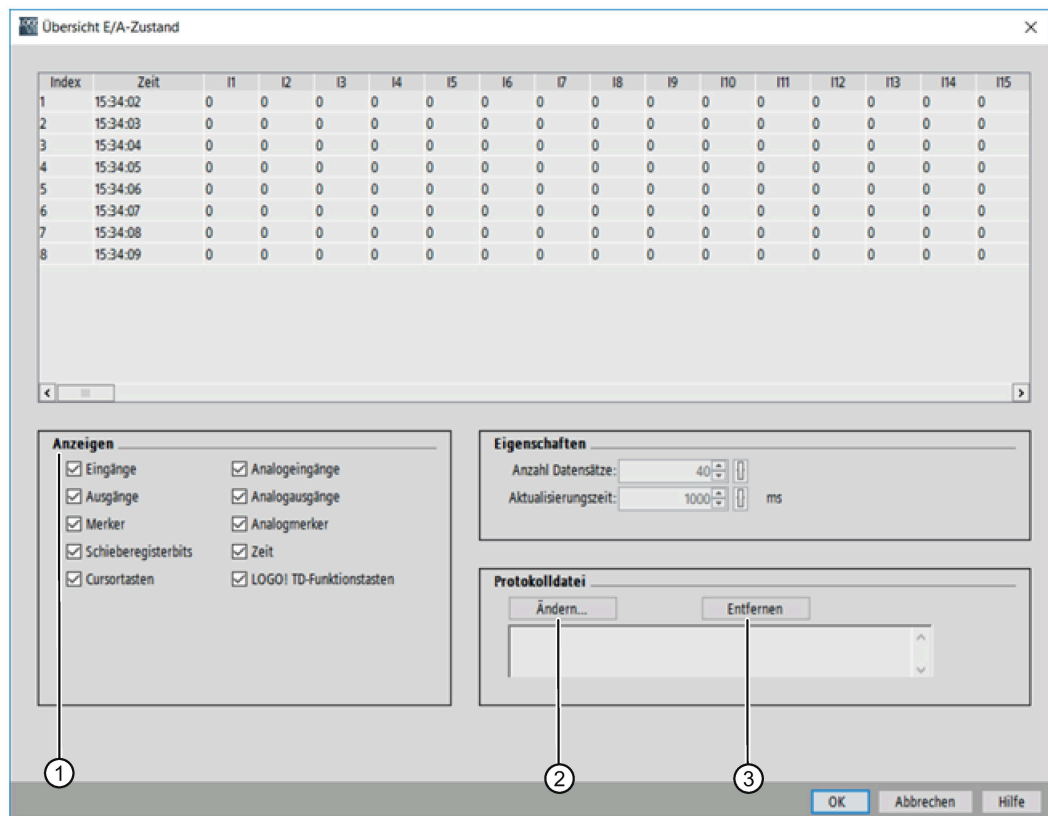 Übersicht E/A-Zustand
Index Zeit I1 I2 I3 I4 I5 I6 I7 I8 I9 I10 I11 I12 I13 I14 I15
1 15:34:02 0 0 0 0 0 0 0 0 0 0 0 0 0 0 0
2 15:34:03 0 0 0 0 0 0 0 0 0 0 0 0 0 0 0
3 15:34:04 0 0 0 0 0 0 0 0 0 0 0 0 0 0 0
4 15:34:05 0 0 0 0 0 0 0 0 0 0 0 0 0 0 0
5 15:34:06 0 0 0 0 0 0 0 0 0 0 0 0 0 0 0
6 15:34:07 0 0 0 0 0 0 0 0 0 0 0 0 0 0 0
7 15:34:08 0 0 0 0 0 0 0 0 0 0 0 0 0 0 0
8 15:34:09 0 0 0 0 0 0 0 0 0 0 0 0 0 0 0
Anzeigen
Eingänge Analogeingänge
Ausgänge Analogausgänge
Merker Analogmerker
Schieberegisterbits Zeit
Cursortasten LOGO! TD-Funktionstasten
Eigenschaften
Anzahl Datensätze: 40
Aktualisierungszeit: 1000 ms
Protokolldatei
Ändern... Entfernen
1 2 3
OK Abbrechen Hilfe